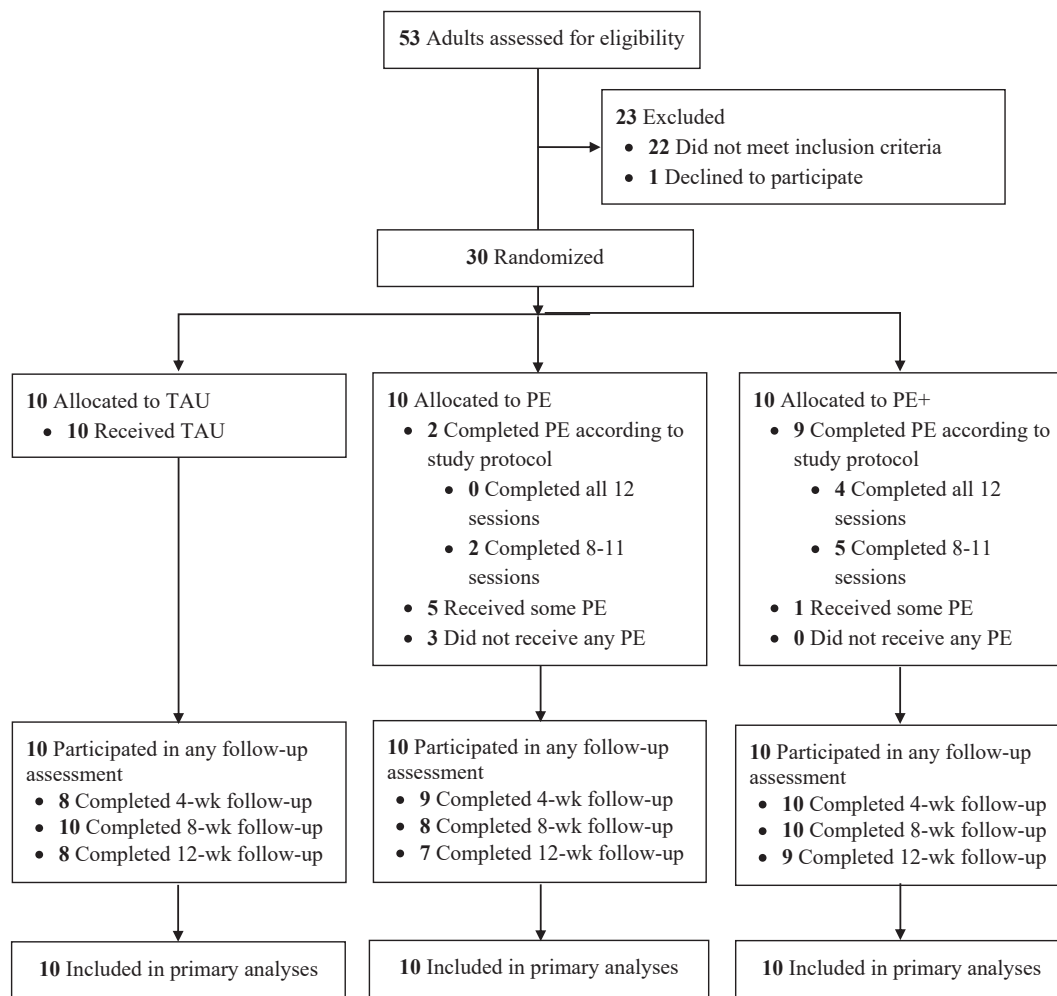 53 Adults assessed for eligibility
23 Excluded
• 22 Did not meet inclusion criteria
• 1 Declined to participate
30 Randomized
10 Allocated to TAU
• 10 Received TAU
10 Allocated to PE
• 2 Completed PE according to
study protocol
• 0 Completed all 12
sessions
• 2 Completed 8-11
sessions
• 5 Received some PE
• 3 Did not receive any PE
10 Allocated to PE+
• 9 Completed PE according to
study protocol
• 4 Completed all 12
sessions
• 5 Completed 8-11
sessions
• 1 Received some PE
• 0 Did not receive any PE
10 Participated in any follow-up
assessment
• 8 Completed 4-wk follow-up
• 10 Completed 8-wk follow-up
• 8 Completed 12-wk follow-up
10 Participated in any follow-up
assessment
• 9 Completed 4-wk follow-up
• 8 Completed 8-wk follow-up
• 7 Completed 12-wk follow-up
10 Participated in any follow-up
assessment
• 10 Completed 4-wk follow-up
• 10 Completed 8-wk follow-up
• 9 Completed 12-wk follow-up
10 Included in primary analyses
10 Included in primary analyses
10 Included in primary analyses